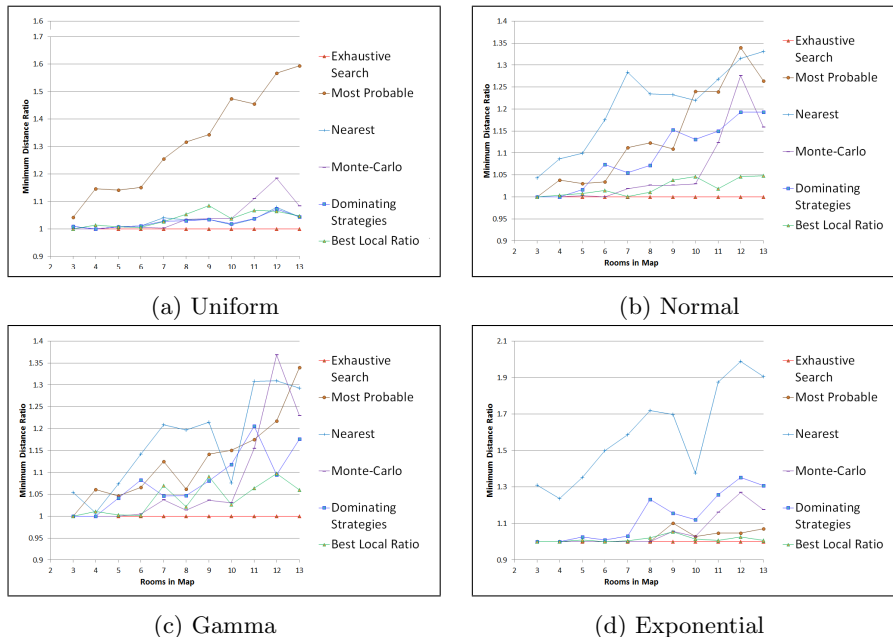 1.6
1.6
1.5
1.4
1.3
1.2
1.1
1
0.9
Minimum Distance Ratio
2 3 4 5 6 7 8 9 10 11 12 13
Rooms in Map
Exhaustive
Search
Most Probable
Nearest
Monte-Carlo
Dominating
Strategies
Best Local Ratio
(a) Uniform
1.4
1.35
1.3
1.25
1.2
1.15
1.1
1.05
1
0.95
0.9
Minimum Distance Ratio
2 3 4 5 6 7 8 9 10 11 12 13
Rooms in Map
Exhaustive
Search
Most Probable
Nearest
Monte-Carlo
Dominating
Strategies
Best Local Ratio
(b) Normal
1.4
1.35
1.3
1.25
1.2
1.15
1.1
1.05
1
0.95
0.9
Minimum Distance Ratio
2 3 4 5 6 7 8 9 10 11 12 13
Rooms in Map
Exhaustive
Search
Most Probable
Nearest
Monte-Carlo
Dominating
Strategies
Best Local Ratio
(c) Gamma
2.1
1.9
1.7
1.5
1.3
1.1
0.9
Minimum Distance Ratio
2 3 4 5 6 7 8 9 10 11 12 13
Rooms in Map
Exhaustive
Search
Most Probable
Nearest
Monte-Carlo
Dominating
Strategies
Best Local Ratio
(d) Exponential